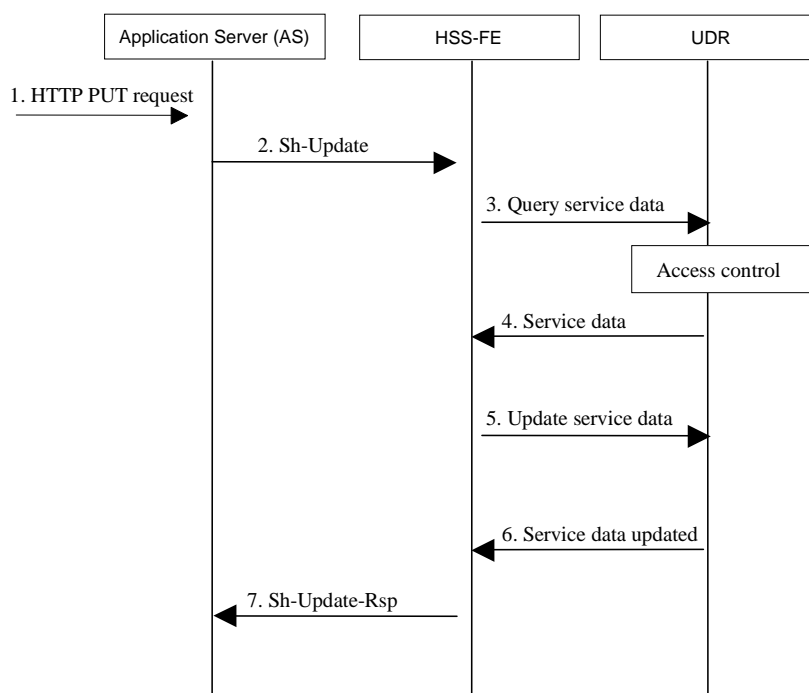 Application Server (AS)
HSS-FE
UDR
1. HTTP PUT request
2. Sh-Update
3. Query service data
Access control
4. Service data
5. Update service data
6. Service data updated
7. Sh-Update-Rsp